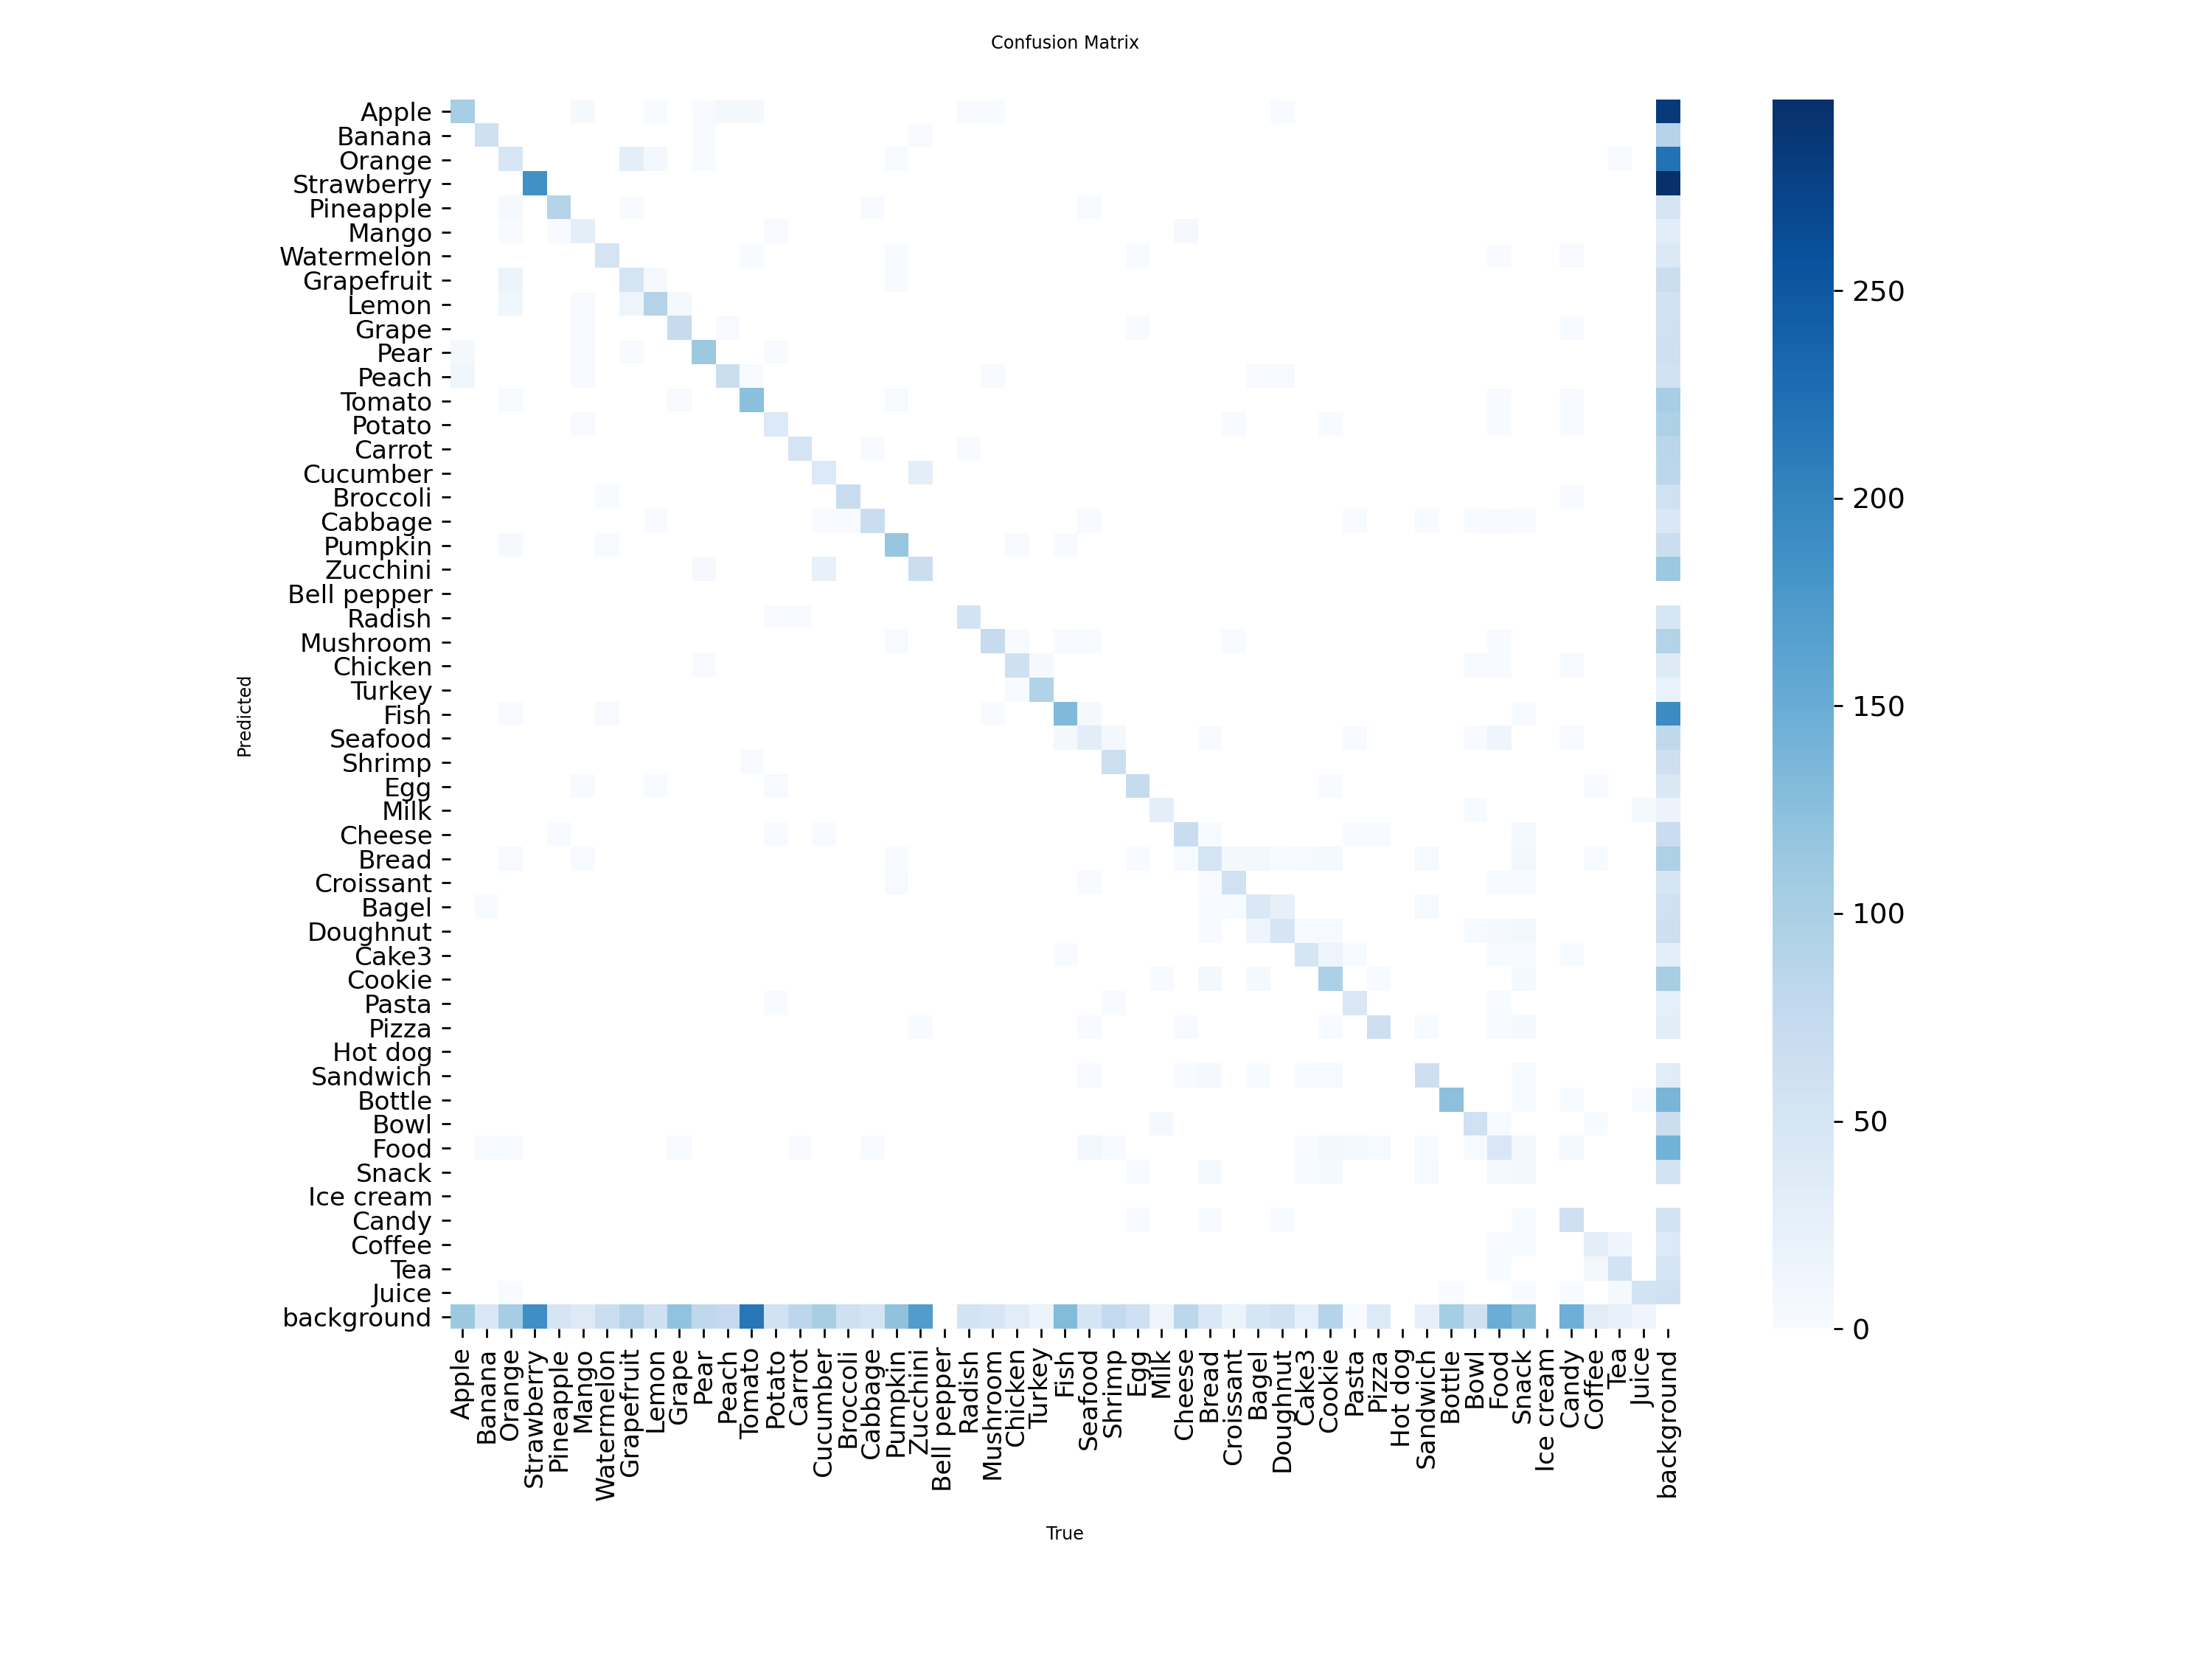 Confusion Matrix
Apple
Banana
Orange
Strawberry
Pineapple
Mango
Watermelon
Grapefruit
Lemon
Grape
Pear
Peach
Tomato
Potato
Carrot
Cucumber
Broccoli
Cabbage
Pumpkin
Zucchini
Bell pepper
Radish
Mushroom
Chicken
Turkey
Fish
Seafood
Shrimp
Egg
Milk
Cheese
Bread
Croissant
Bagel
Doughnut
Cake3
Cookie
Pasta
Pizza
Hot dog
Sandwich
Bottle
Bowl
Food
Snack
Ice cream
Candy
Coffee
Tea
Juice
background
Predicted
Apple
Banana
Orange
Strawberry
Pineapple
Mango
Watermelon
Grapefruit
Lemon
Grape
Pear
Peach
Tomato
Potato
Carrot
Cucumber
Broccoli
Cabbage
Pumpkin
Zucchini
Bell pepper
Radish
Mushroom
Chicken
Turkey
Fish
Seafood
Shrimp
Egg
Milk
Cheese
Bread
Croissant
Bagel
Doughnut
Cake3
Cookie
Pasta
Pizza
Hot dog
Sandwich
Bottle
Bowl
Food
Snack
Ice cream
Candy
Coffee
Tea
Juice
background
True
250
200
150
100
50
0